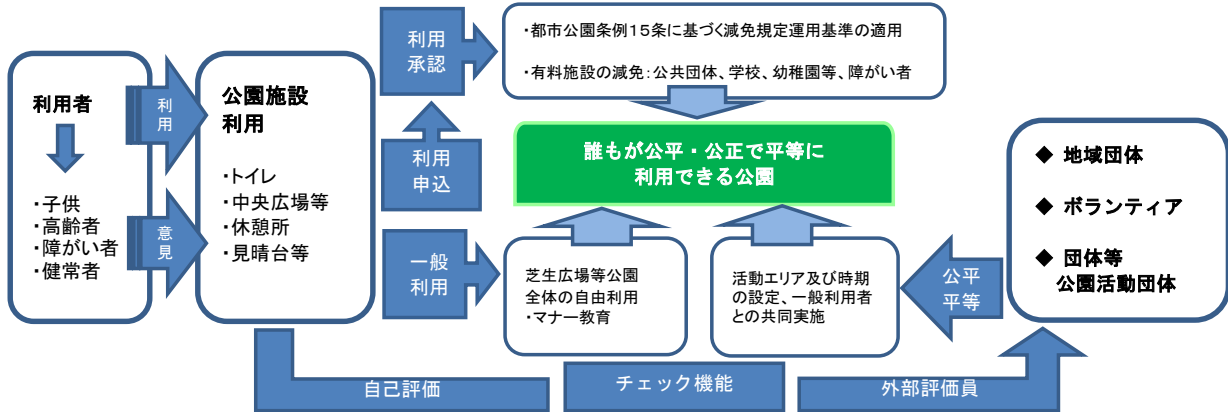 利用者
・子供
・高齢者
・障がい者
・健常者
利用
意見
公園施設
利用
・トイレ
・中央広場等
・休憩所
・見晴台等
利用
承認
利用
申込
一般
利用
・都市公園条例15条に基づく減免規定運用基準の適用
・有料施設の減免：公共団体、学校、幼稚園等、障がい者
誰もが公平・公正で平等に
利用できる公園
芝生広場等公園
全体の自由利用
・マナー教育
活動エリア及び時期
の設定、一般利用者
との共同実施
公平
平等
◆ 地域団体
◆ ボランティア
◆ 団体等
公園活動団体
自己評価
チェック機能
外部評価員